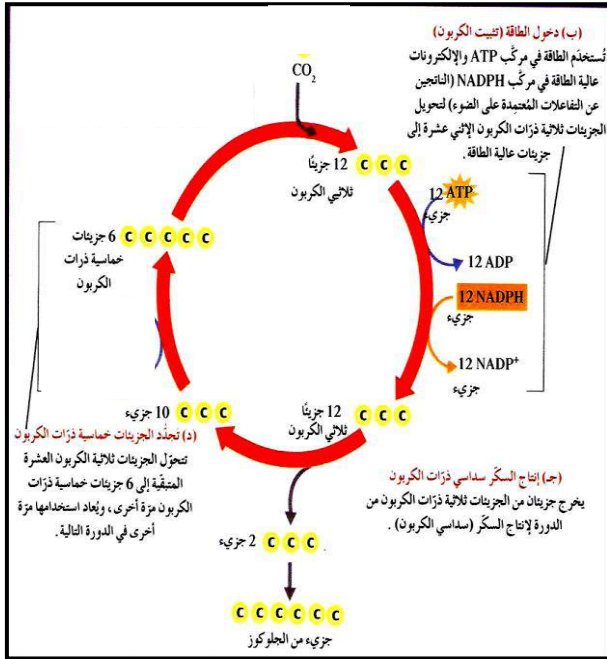 (ب) دخول الطاقة (تثبيت الكربون)
تُستخدَم الطاقة في مركَّب ATP والإلكترونات
عالية الطاقة في مركَّب NADPH (الناتجين
عن التفاعلات المُعتمِدة على الضوء) لتحويل
الجزيئات ثلاثية ذرّات الكربون الإثني عشرة إلى
جزيئات عالية الطاقة.
CO₂
12 جزيئًا C C C
ثلاثيي الكربون
12 ATP
جزيء
12 ADP
12 NADPH
جزيء
12 NADP⁺
جزيء
6 جزيئات C C C C C
خماسية ذرات
الكربون
12 جزيئًا C C C
ثلاثي الكربون
10 جزيء C C C
(د) تجدُّد الجزيئات خماسية ذرّات الكربون
تتحوّل الجزيئات ثلاثية الكربون العشرة
المتبقّية إلى 6 جزيئات خماسية ذرّات
الكربون مرّة أخرى، ويُعاد استخدامها مرّة
أخرى في الدورة التالية.
(جـ) إنتاج السكّر سداسي ذرّات الكربون
يخرج جزيئان من الجزيئات ثلاثية ذرّات الكربون من
الدورة لإنتاج السكّر (سداسي الكربون).
2 جزيء C C C
C C C C C C
جزيء من الجلوكوز